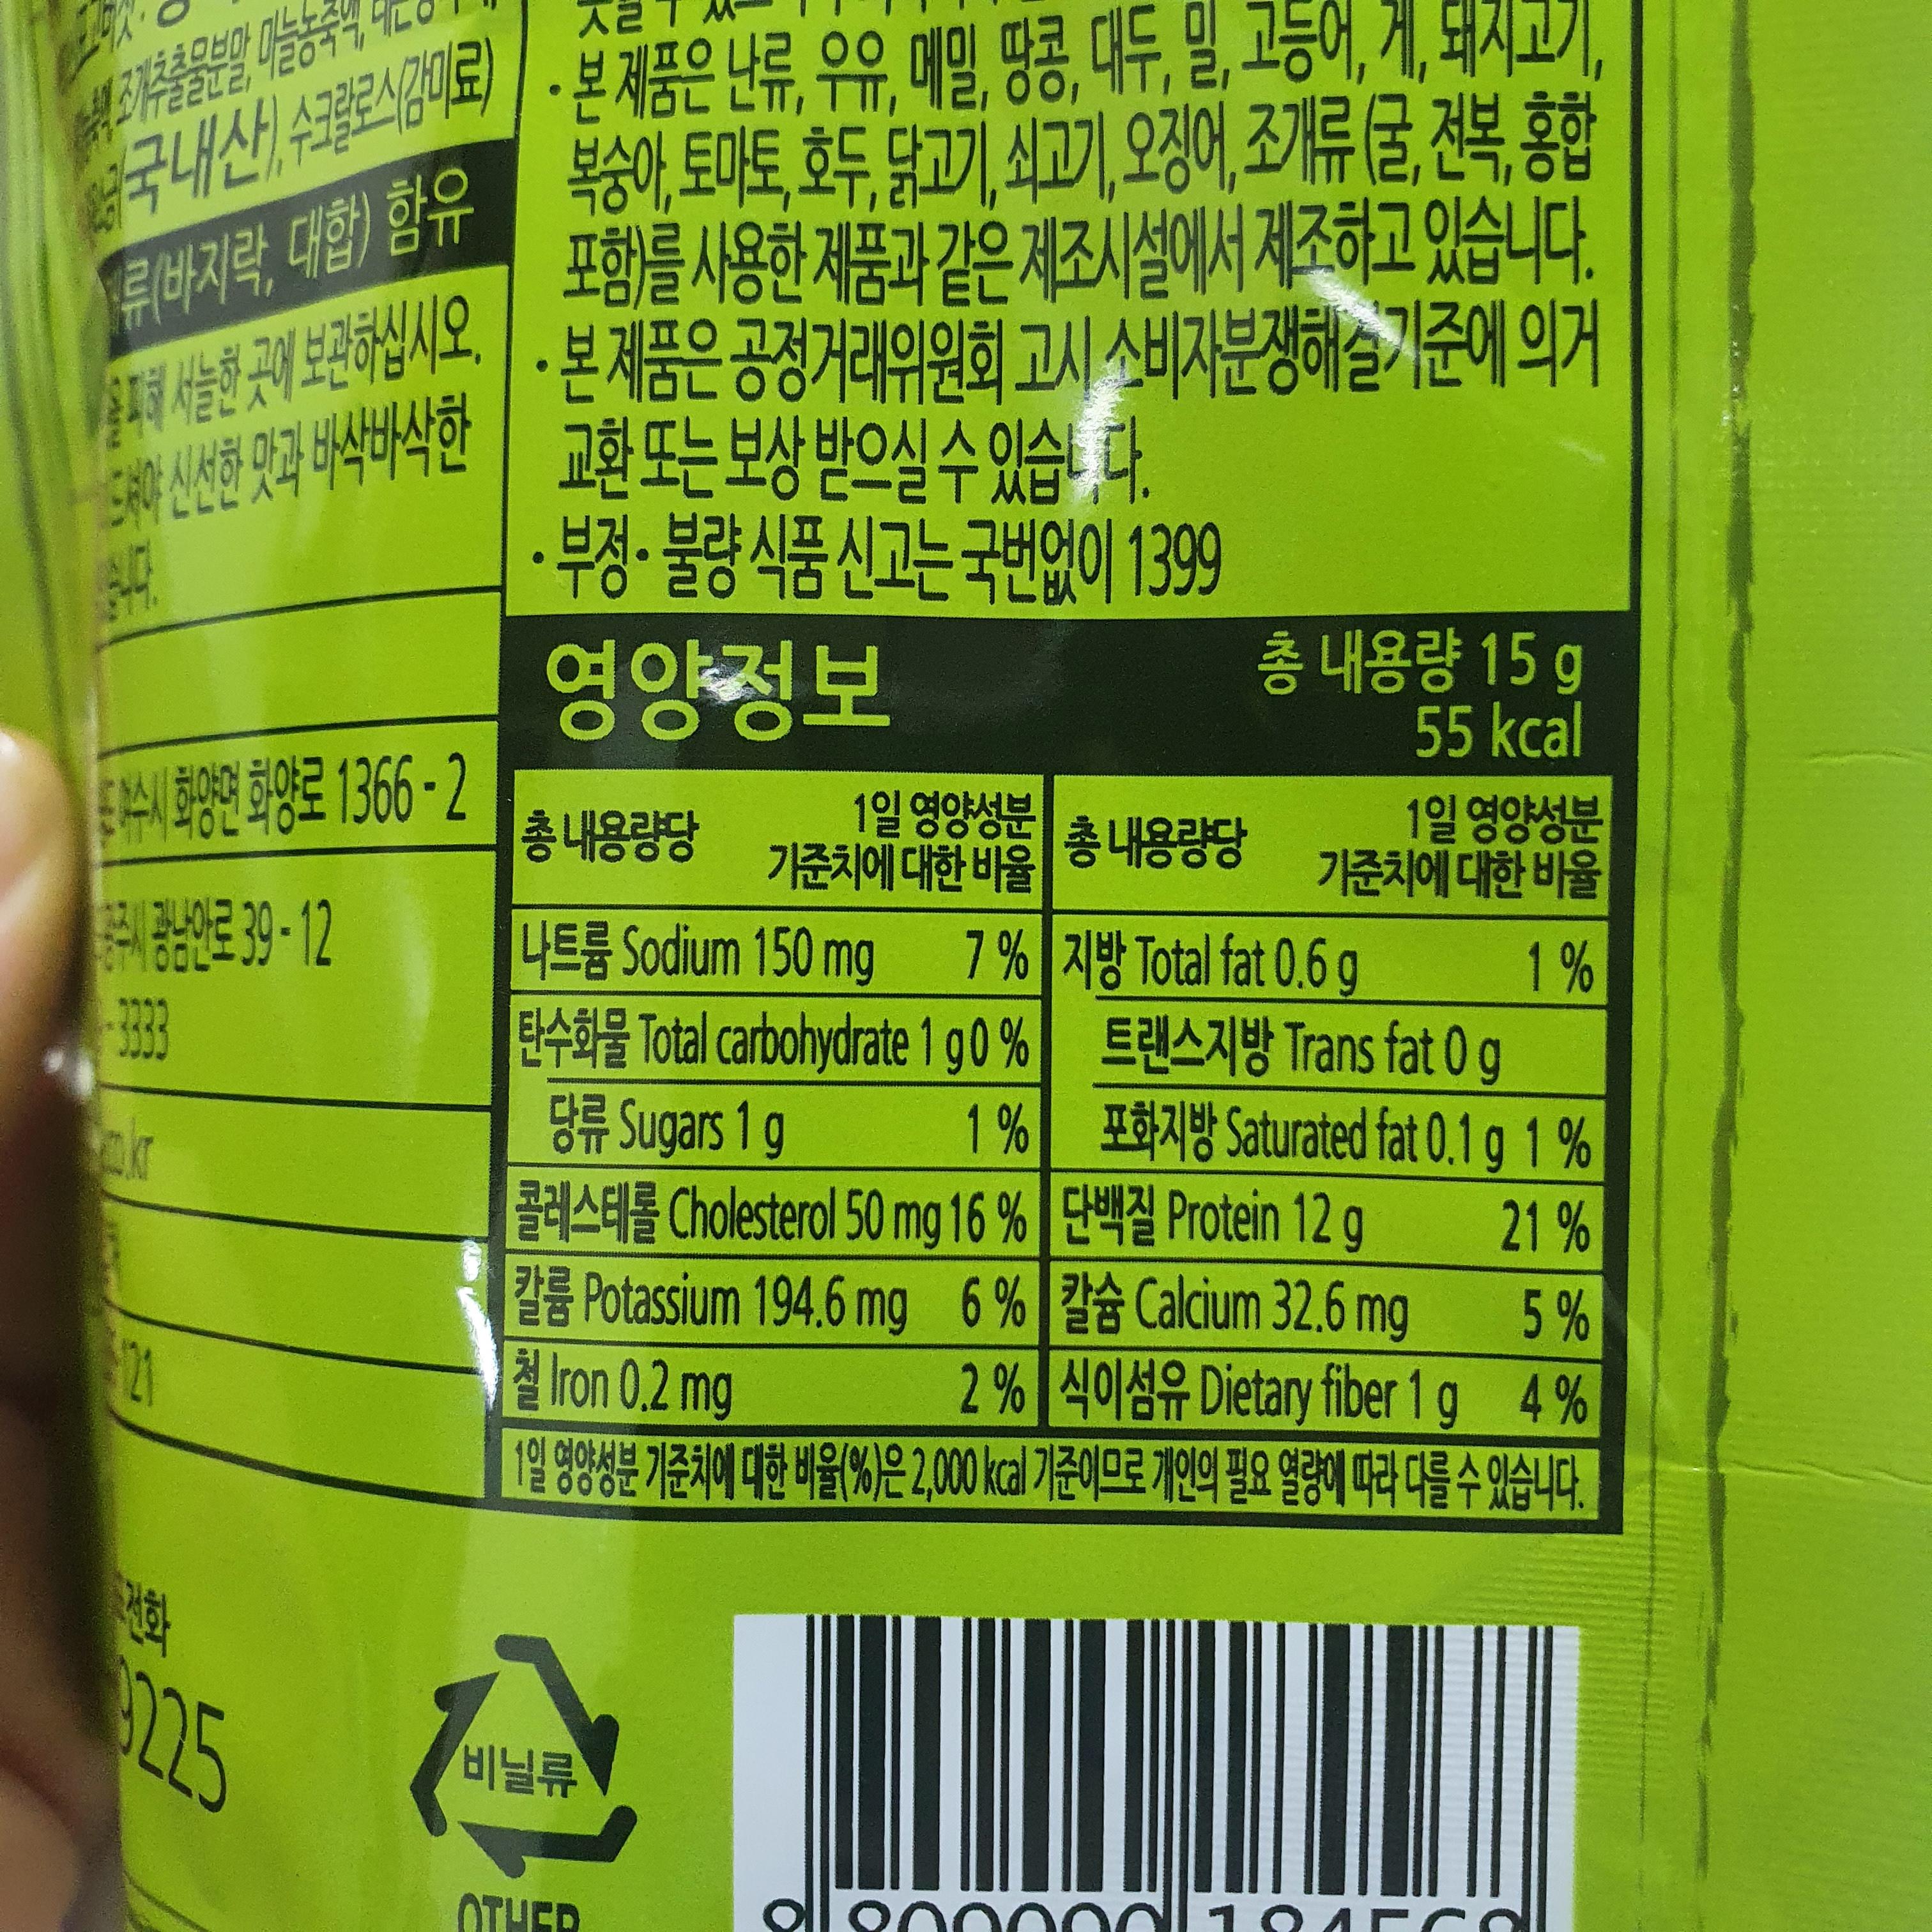 조개추출물분말, 마늘농축액,
국내산), 수크랄로스(감미료)
류(바지락, 대합) 함유
피해 서늘한 곳에 보관하십시오.
신선한 맛과 바삭바삭한
여수시 화양면 화양로 1366 - 2
광남안로 39 - 12
- 3333
.kr
121
전화
9225
· 본 제품은 난류, 우유, 메밀, 땅콩, 대두, 밀, 고등어, 게, 돼지고기,
복숭아, 토마토, 호두, 닭고기, 쇠고기, 오징어, 조개류 (굴, 전복, 홍합
포함)를 사용한 제품과 같은 제조시설에서 제조하고 있습니다.
· 본 제품은 공정거래위원회 고시 소비자분쟁해결기준에 의거
교환 또는 보상 받으실 수 있습니다.
· 부정 · 불량 식품 신고는 국번없이 1399
영양정보
총 내용량 15 g
55 kcal
총 내용량당 1일 영양성분 기준치에 대한 비율 총 내용량당 1일 영양성분 기준치에 대한 비율
나트륨 Sodium 150 mg 7 % 지방 Total fat 0.6 g 1 %
탄수화물 Total carbohydrate 1 g 0 % 트랜스지방 Trans fat 0 g
당류 Sugars 1 g 1 % 포화지방 Saturated fat 0.1 g 1 %
콜레스테롤 Cholesterol 50 mg 16 % 단백질 Protein 12 g 21 %
칼륨 Potassium 194.6 mg 6 % 칼슘 Calcium 32.6 mg 5 %
철 Iron 0.2 mg 2 % 식이섬유 Dietary fiber 1 g 4 %
1일 영양성분 기준치에 대한 비율(%)은 2,000 kcal 기준이므로 개인의 필요 열량에 따라 다를 수 있습니다.
비닐류
OTHER
8 809090 184568